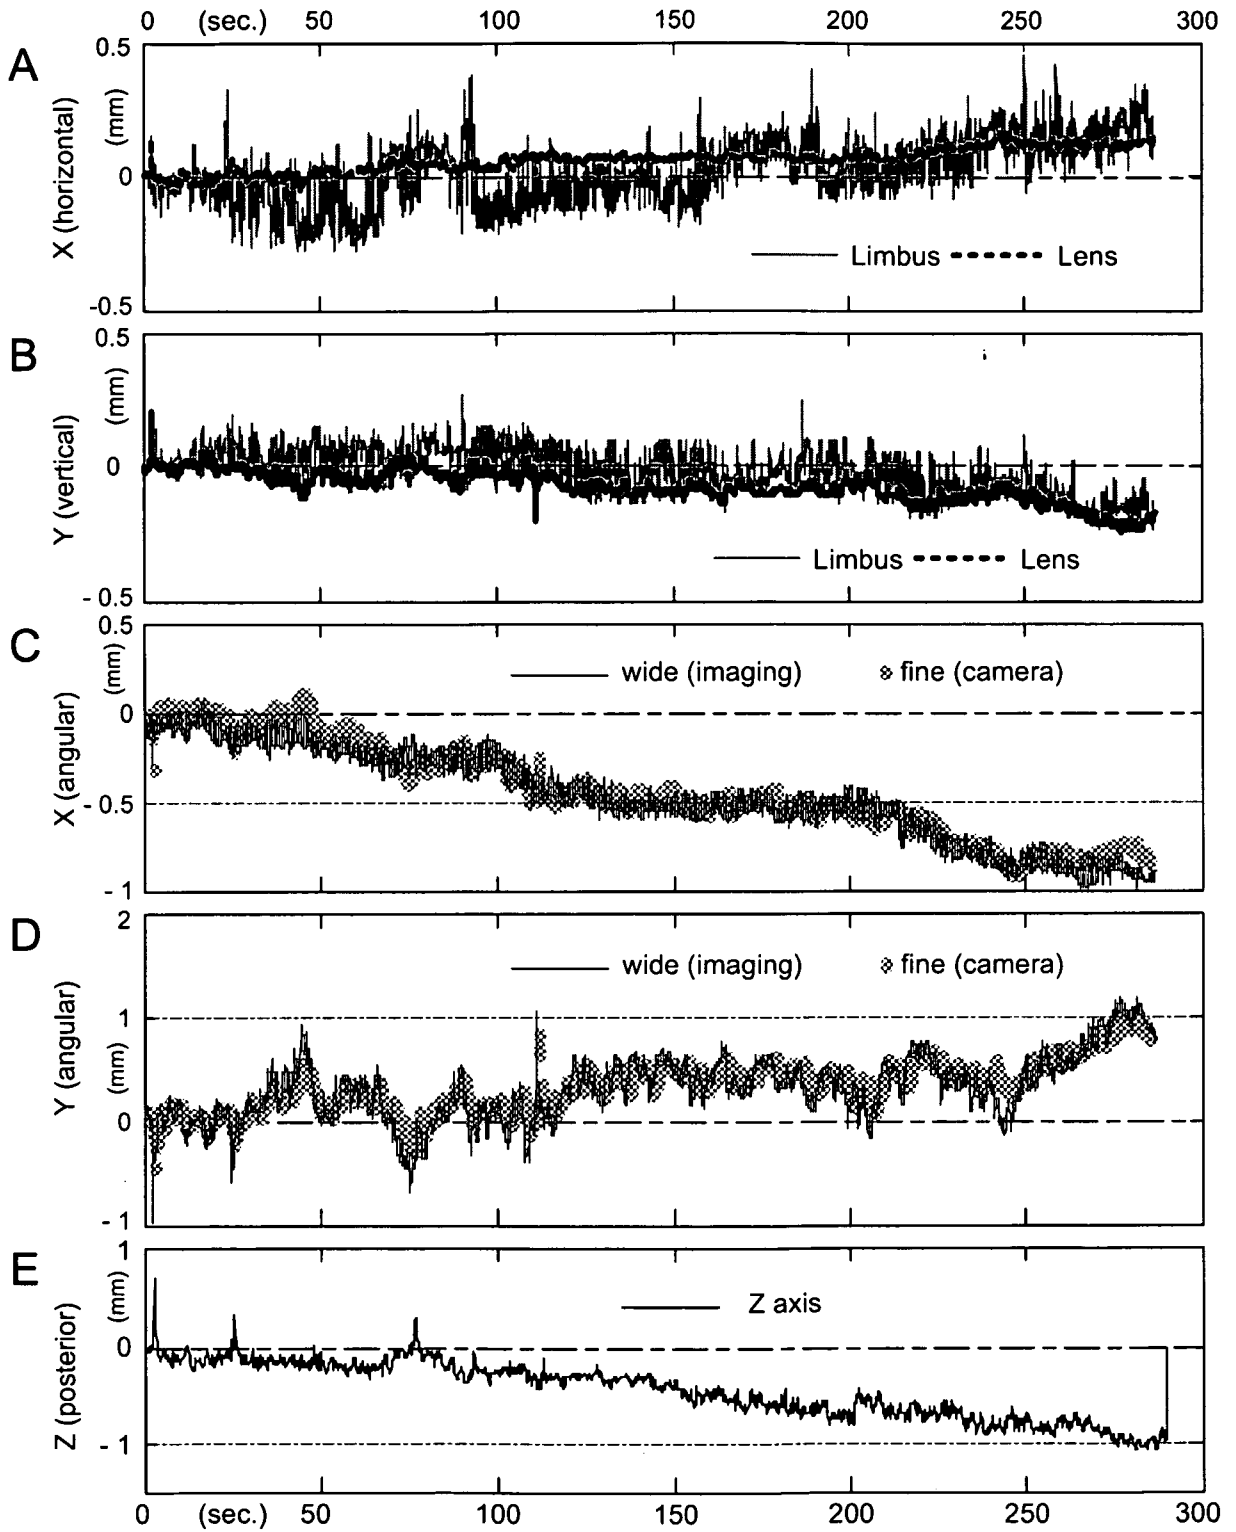 0 (sec.) 50 100 150 200 250 300
A
X (horizontal)
(mm)
0.5
0
-0.5
Limbus Lens
B
Y (vertical)
(mm)
0.5
0
- 0.5
Limbus Lens
C
X (angular)
(mm)
0.5
0
- 0.5
- 1
wide (imaging) fine (camera)
D
Y (angular)
(mm)
2
1
0
- 1
wide (imaging) fine (camera)
E
Z (posterior)
(mm)
1
0
- 1
Z axis
0 (sec.) 50 100 150 200 250 300